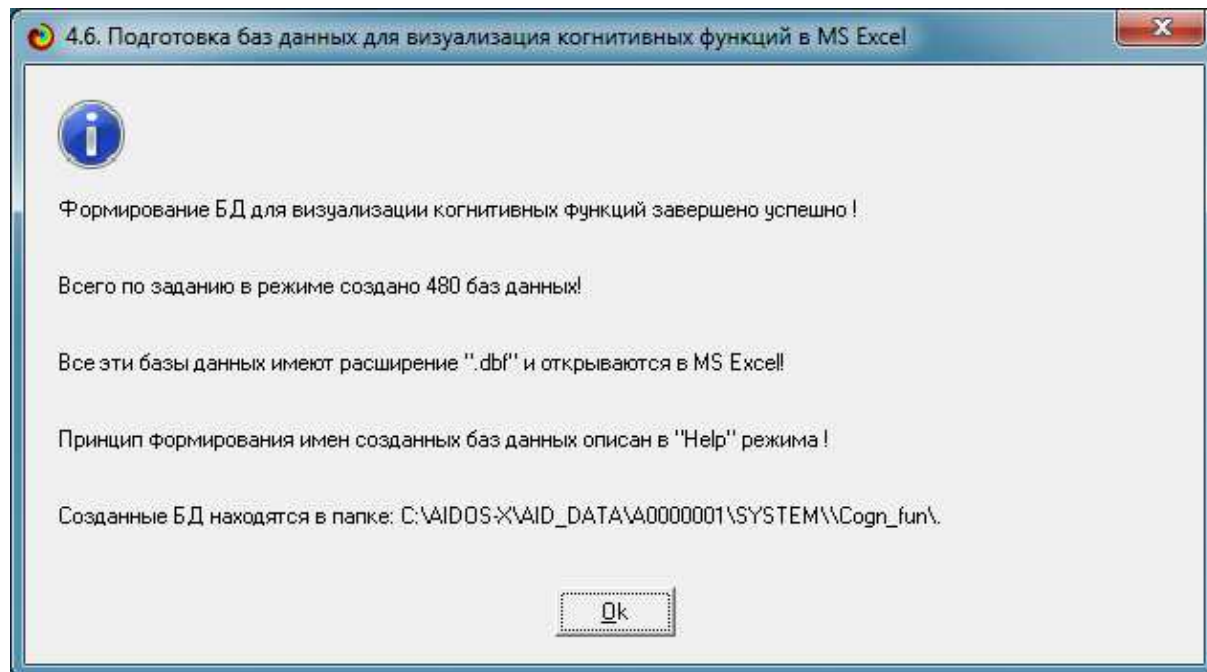 4.6. Подготовка баз данных для визуализация когнитивных функций в MS Excel
Формирование БД для визуализации когнитивных функций завершено успешно !
Всего по заданию в режиме создано 480 баз данных!
Все эти базы данных имеют расширение ".dbf" и открываются в MS Excel!
Принцип формирования имен созданных баз данных описан в "Help" режима !
Созданные БД находятся в папке: C:\AIDOS-X\AID_DATA\A0000001\SYSTEM\\Cogn_fun\.
Ok